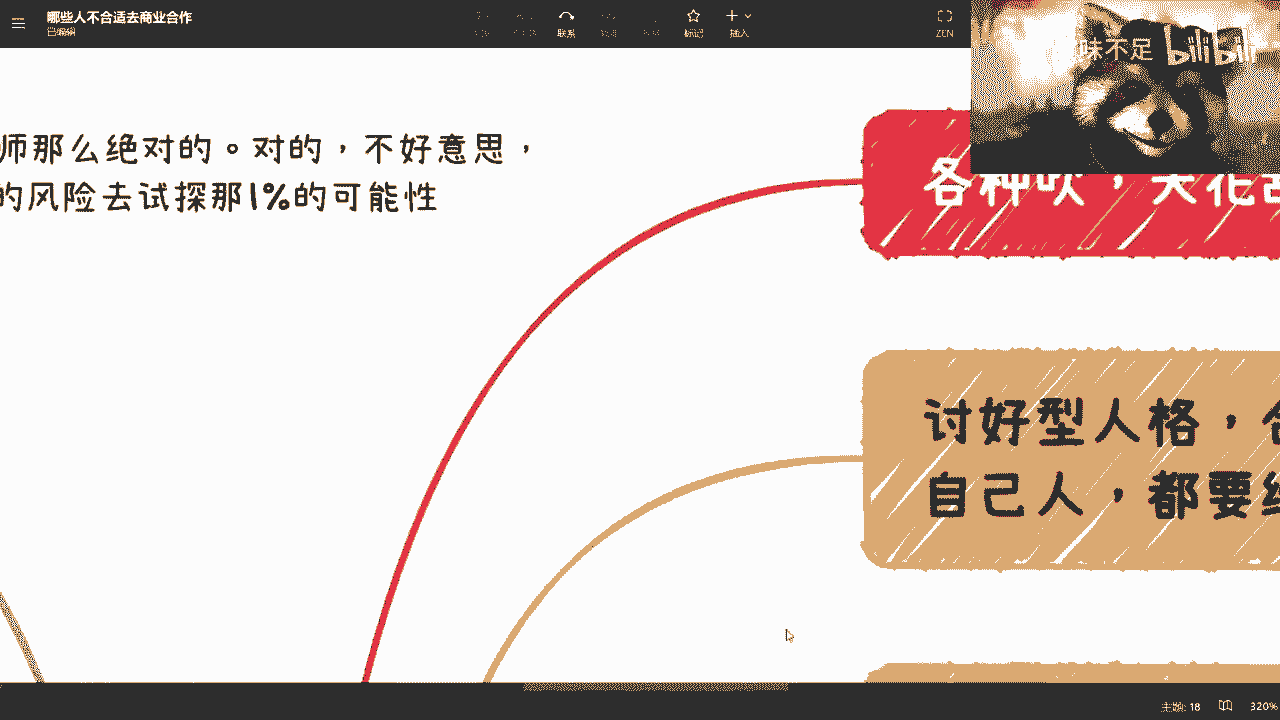 哪些人不合适去商业合作
已编辑
联系
标记
插入
ZEN
味不足 bilibili
师那么绝对的。对的，不好意思，
的风险去试探那1%的可能性
各种吹，天花
讨好型人格，
自己人，都要
主题: 18
320%